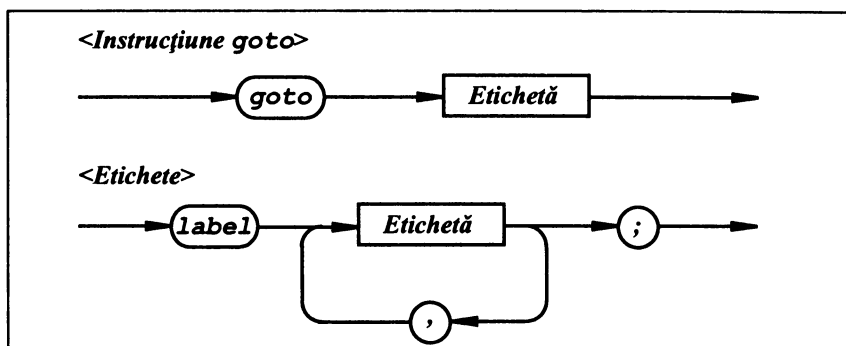 <Instrucţiune goto>
goto Etichetă
<Etichete>
label Etichetă ;
,